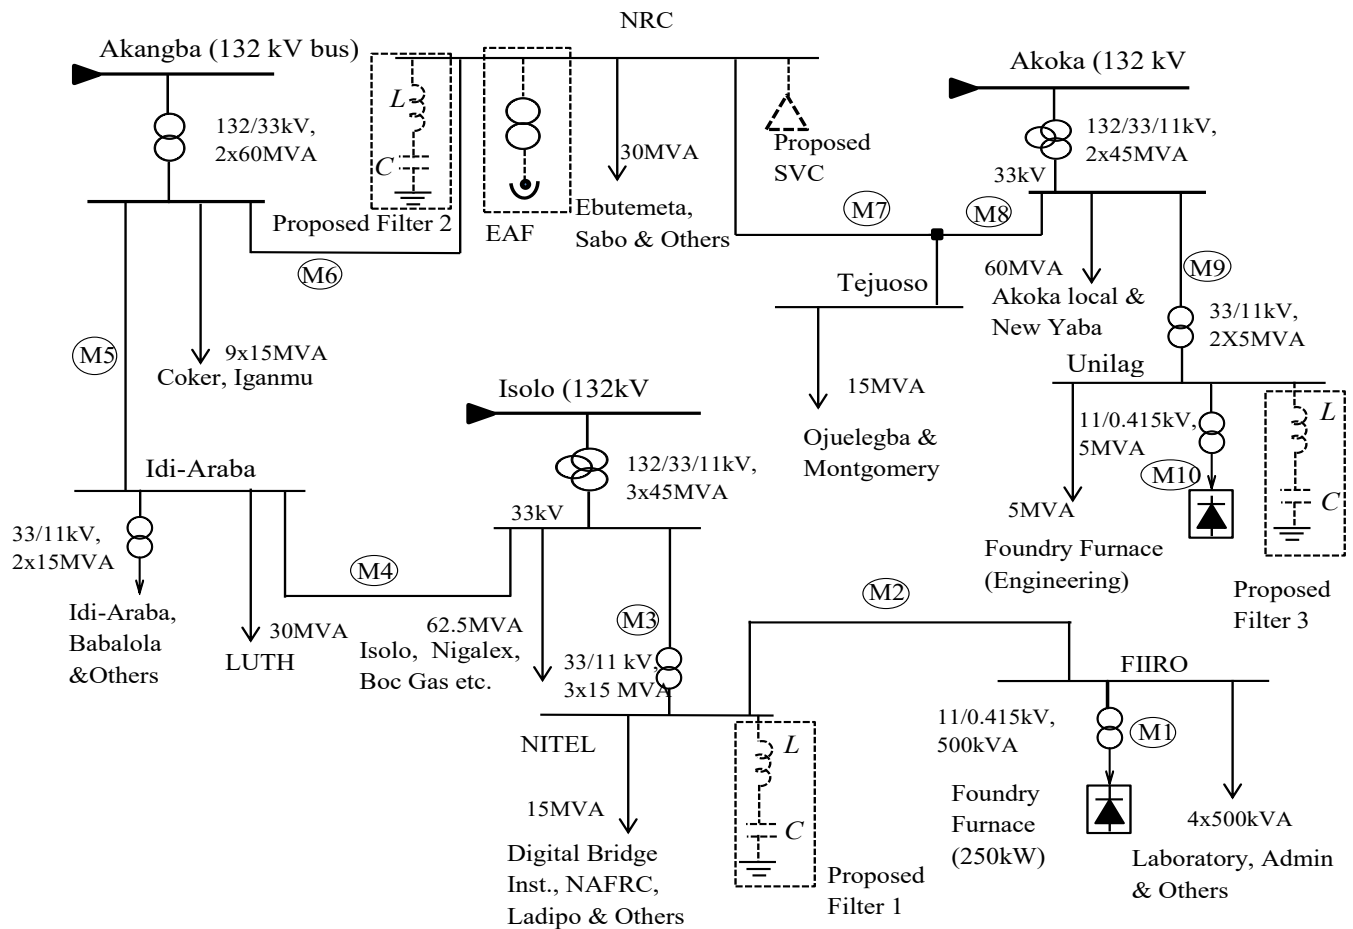 NRC
Akangba (132 kV bus)
132/33kV,
2x60MVA
L
C
Proposed Filter 2
EAF
30MVA
Ebutemeta,
Sabo & Others
Proposed
SVC
Akoka (132 kV
132/33/11kV,
2x45MVA
33kV
M7
M8
M9
60MVA
Akoka local &
New Yaba
33/11kV,
2X5MVA
Tejuoso
15MVA
Ojuelegba &
Montgomery
Unilag
11/0.415kV,
5MVA
M10
L
C
5MVA
Foundry Furnace
(Engineering)
Proposed
Filter 3
M6
M5
9x15MVA
Coker, Iganmu
Idi-Araba
33/11kV,
2x15MVA
Idi-Araba,
Babalola
&Others
30MVA
LUTH
Isolo (132kV
132/33/11kV,
3x45MVA
33kV
M4
62.5MVA
Isolo, Nigalex,
Boc Gas etc.
M3
33/11 kV,
3x15 MVA
M2
NITEL
15MVA
Digital Bridge
Inst., NAFRC,
Ladipo & Others
L
C
Proposed
Filter 1
FIIRO
11/0.415kV,
500kVA
M1
Foundry
Furnace
(250kW)
4x500kVA
Laboratory, Admin
& Others